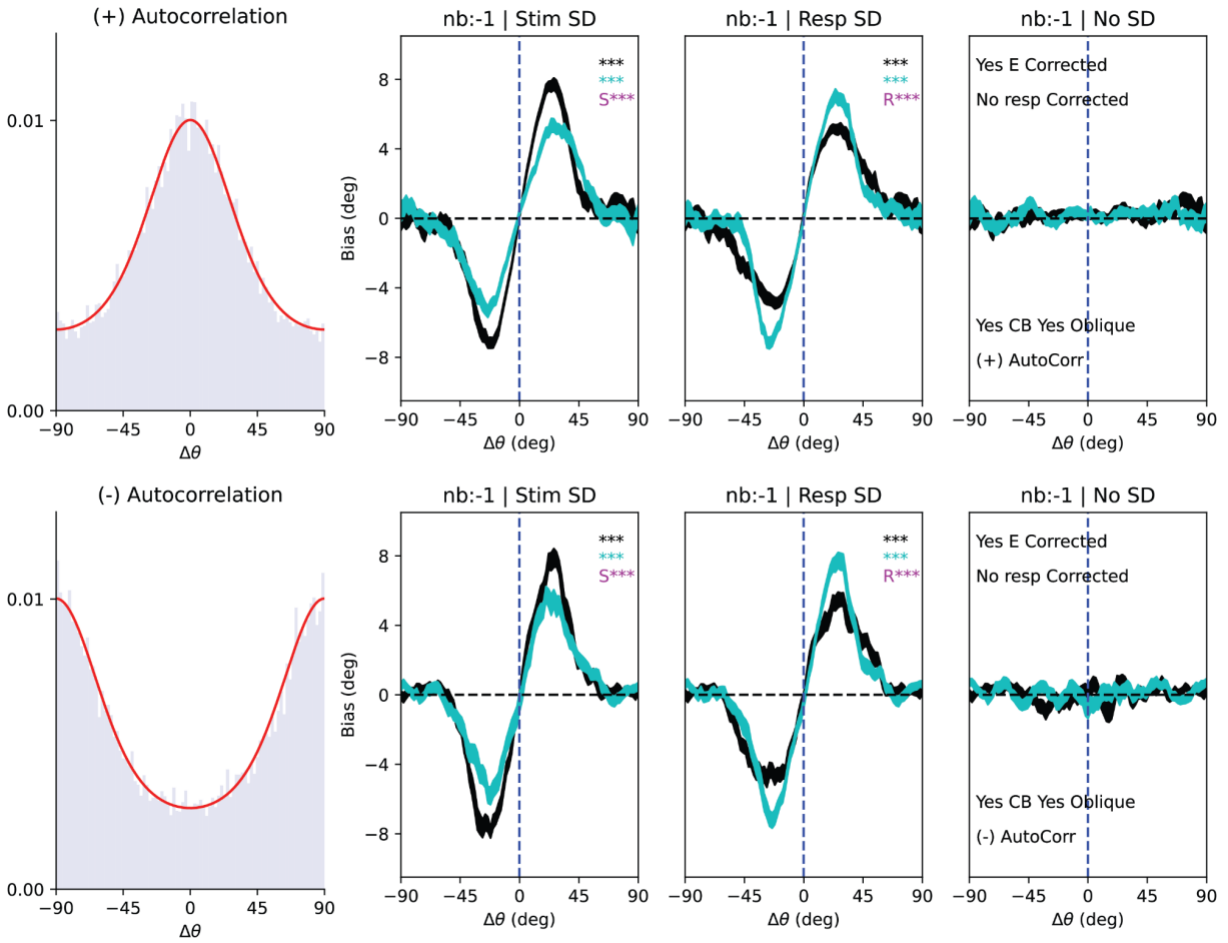 (+) Autocorrelation
0.01
0.00
−90 −45 0 45 90
Δθ
nb:-1 | Stim SD
***
***
S***
Bias (deg)
8
4
0
−4
−8
−90 −45 0 45 90
Δθ (deg)
nb:-1 | Resp SD
***
***
R***
−90 −45 0 45 90
Δθ (deg)
nb:-1 | No SD
Yes E Corrected
No resp Corrected
Yes CB Yes Oblique
(+) AutoCorr
−90 −45 0 45 90
Δθ (deg)
(-) Autocorrelation
0.01
0.00
−90 −45 0 45 90
Δθ
nb:-1 | Stim SD
***
***
S***
Bias (deg)
8
4
0
−4
−8
−90 −45 0 45 90
Δθ (deg)
nb:-1 | Resp SD
***
***
R***
−90 −45 0 45 90
Δθ (deg)
nb:-1 | No SD
Yes E Corrected
No resp Corrected
Yes CB Yes Oblique
(-) AutoCorr
−90 −45 0 45 90
Δθ (deg)